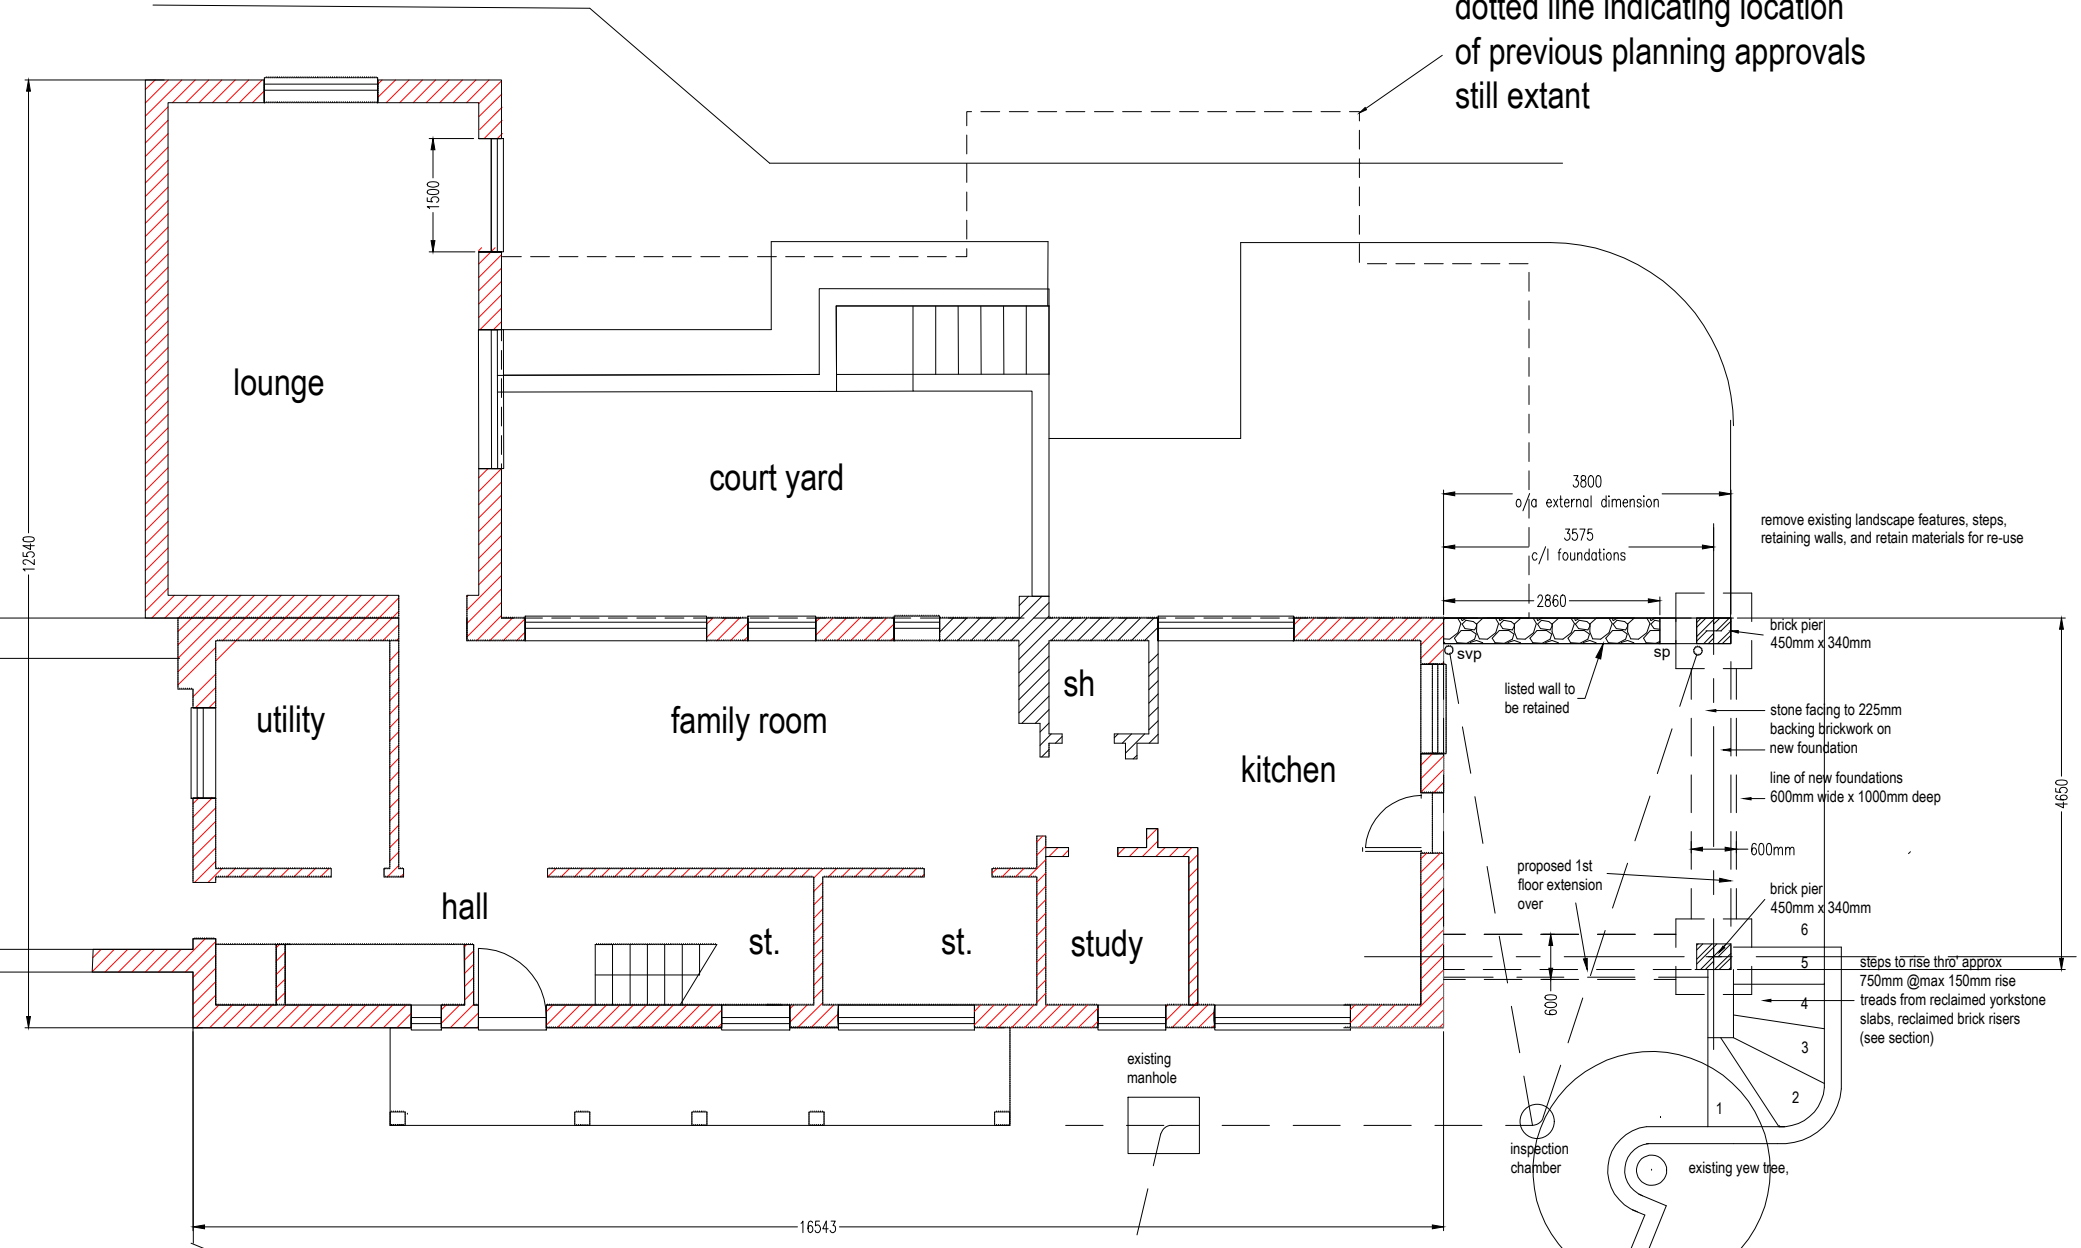 dotted line indicating location
of previous planning approvals
still extant
1500
12540
lounge
court yard
3800
o/a external dimension
3575
c/l foundations
2860
remove existing landscape features, steps,
retaining walls, and retain materials for re-use
brick pier
450mm x 340mm
svp
sp
listed wall to
be retained
stone facing to 225mm
backing brickwork on
new foundation
line of new foundations
600mm wide x 1000mm deep
4650
utility
family room
sh
kitchen
600mm
proposed 1st
floor extension
over
brick pier
450mm x 340mm
hall
st.
st.
study
600
6
5
4
3
2
1
steps to rise thro' approx
750mm @max 150mm rise
treads from reclaimed yorkstone
slabs, reclaimed brick risers
(see section)
existing
manhole
inspection
chamber
existing yew tree,
16543